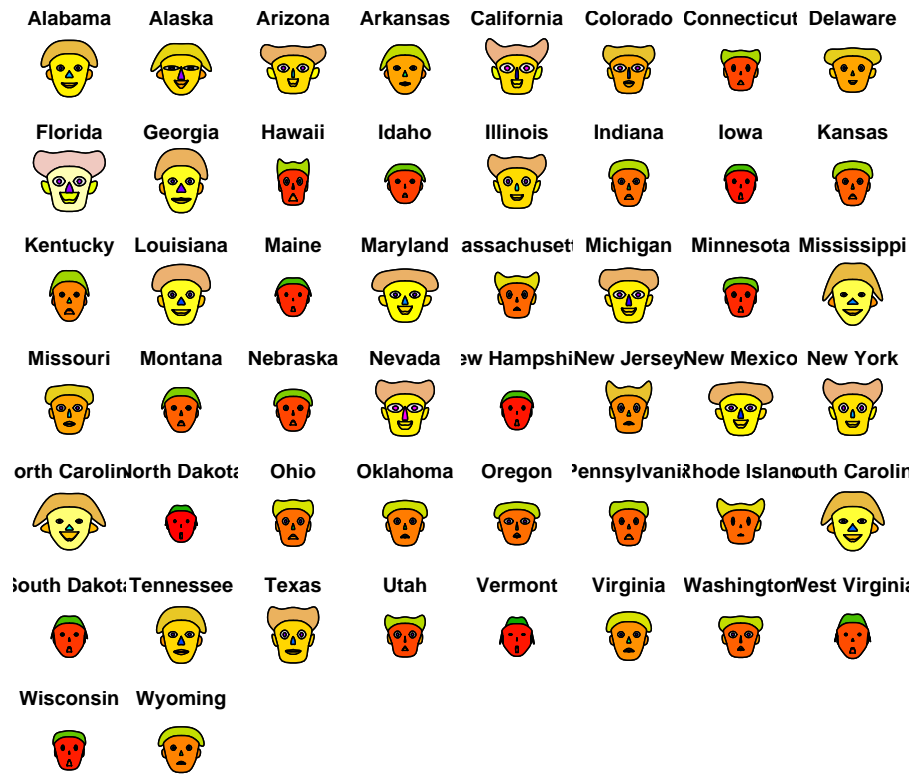 Alabama Alaska Arizona Arkansas California Colorado Connecticut Delaware
Florida Georgia Hawaii Idaho Illinois Indiana Iowa Kansas
Kentucky Louisiana Maine Maryland assachusett Michigan Minnesota Mississippi
Missouri Montana Nebraska Nevada ew Hampshi New Jersey New Mexico New York
orth Carolin orth Dakota Ohio Oklahoma Oregon Pennsylvani Rhode Island outh Carolin
South Dakota Tennessee Texas Utah Vermont Virginia Washington West Virginia
Wisconsin Wyoming